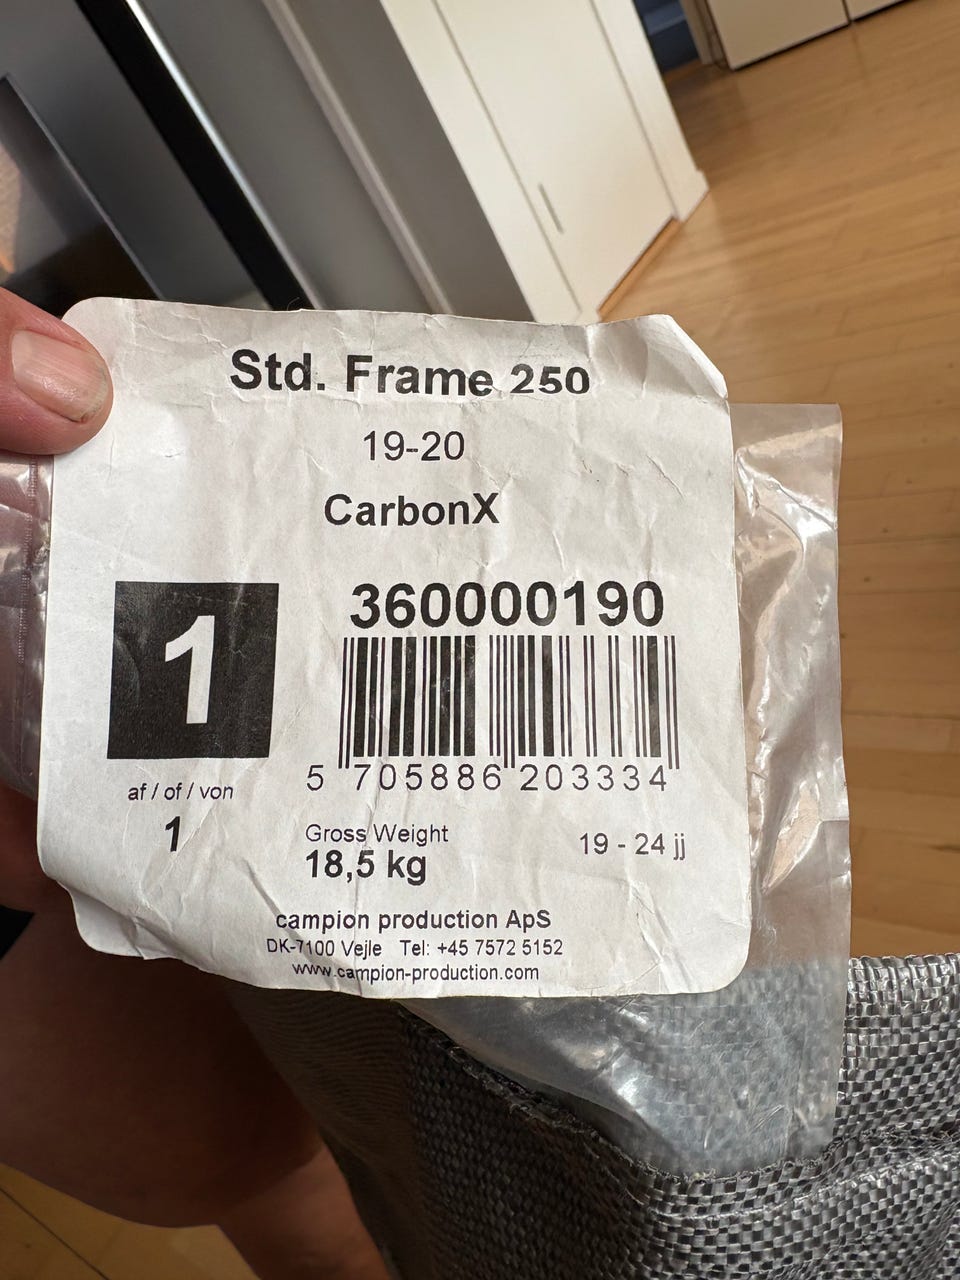 Std. Frame 250
19-20
CarbonX
1
360000190
5 705886 203334
af / of / von
1
Gross Weight
18,5 kg
19 - 24 jj
campion production ApS
DK-7100 Vejle Tel: +45 7572 5152
www.campion-production.com